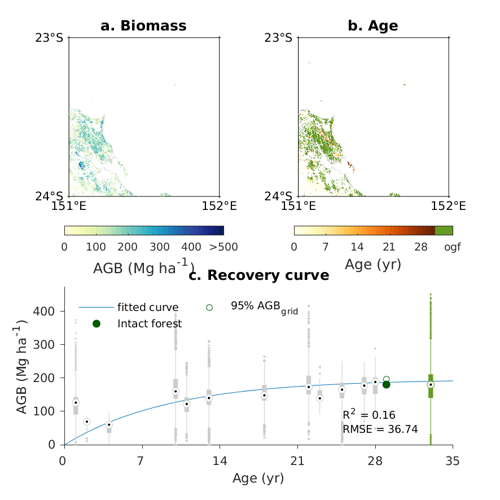 a. Biomass
b. Age
23°S
23°S
24°S
24°S
151°E
152°E
151°E
152°E
0 100 200 300 400 >500
0 7 14 21 28 ogf
AGB (Mg ha⁻¹)
Age (yr)
c. Recovery curve
fitted curve
95% AGB_grid
Intact forest
AGB (Mg ha⁻¹)
400
300
200
100
0
R² = 0.16
RMSE = 36.74
0 7 14 21 28 35
Age (yr)